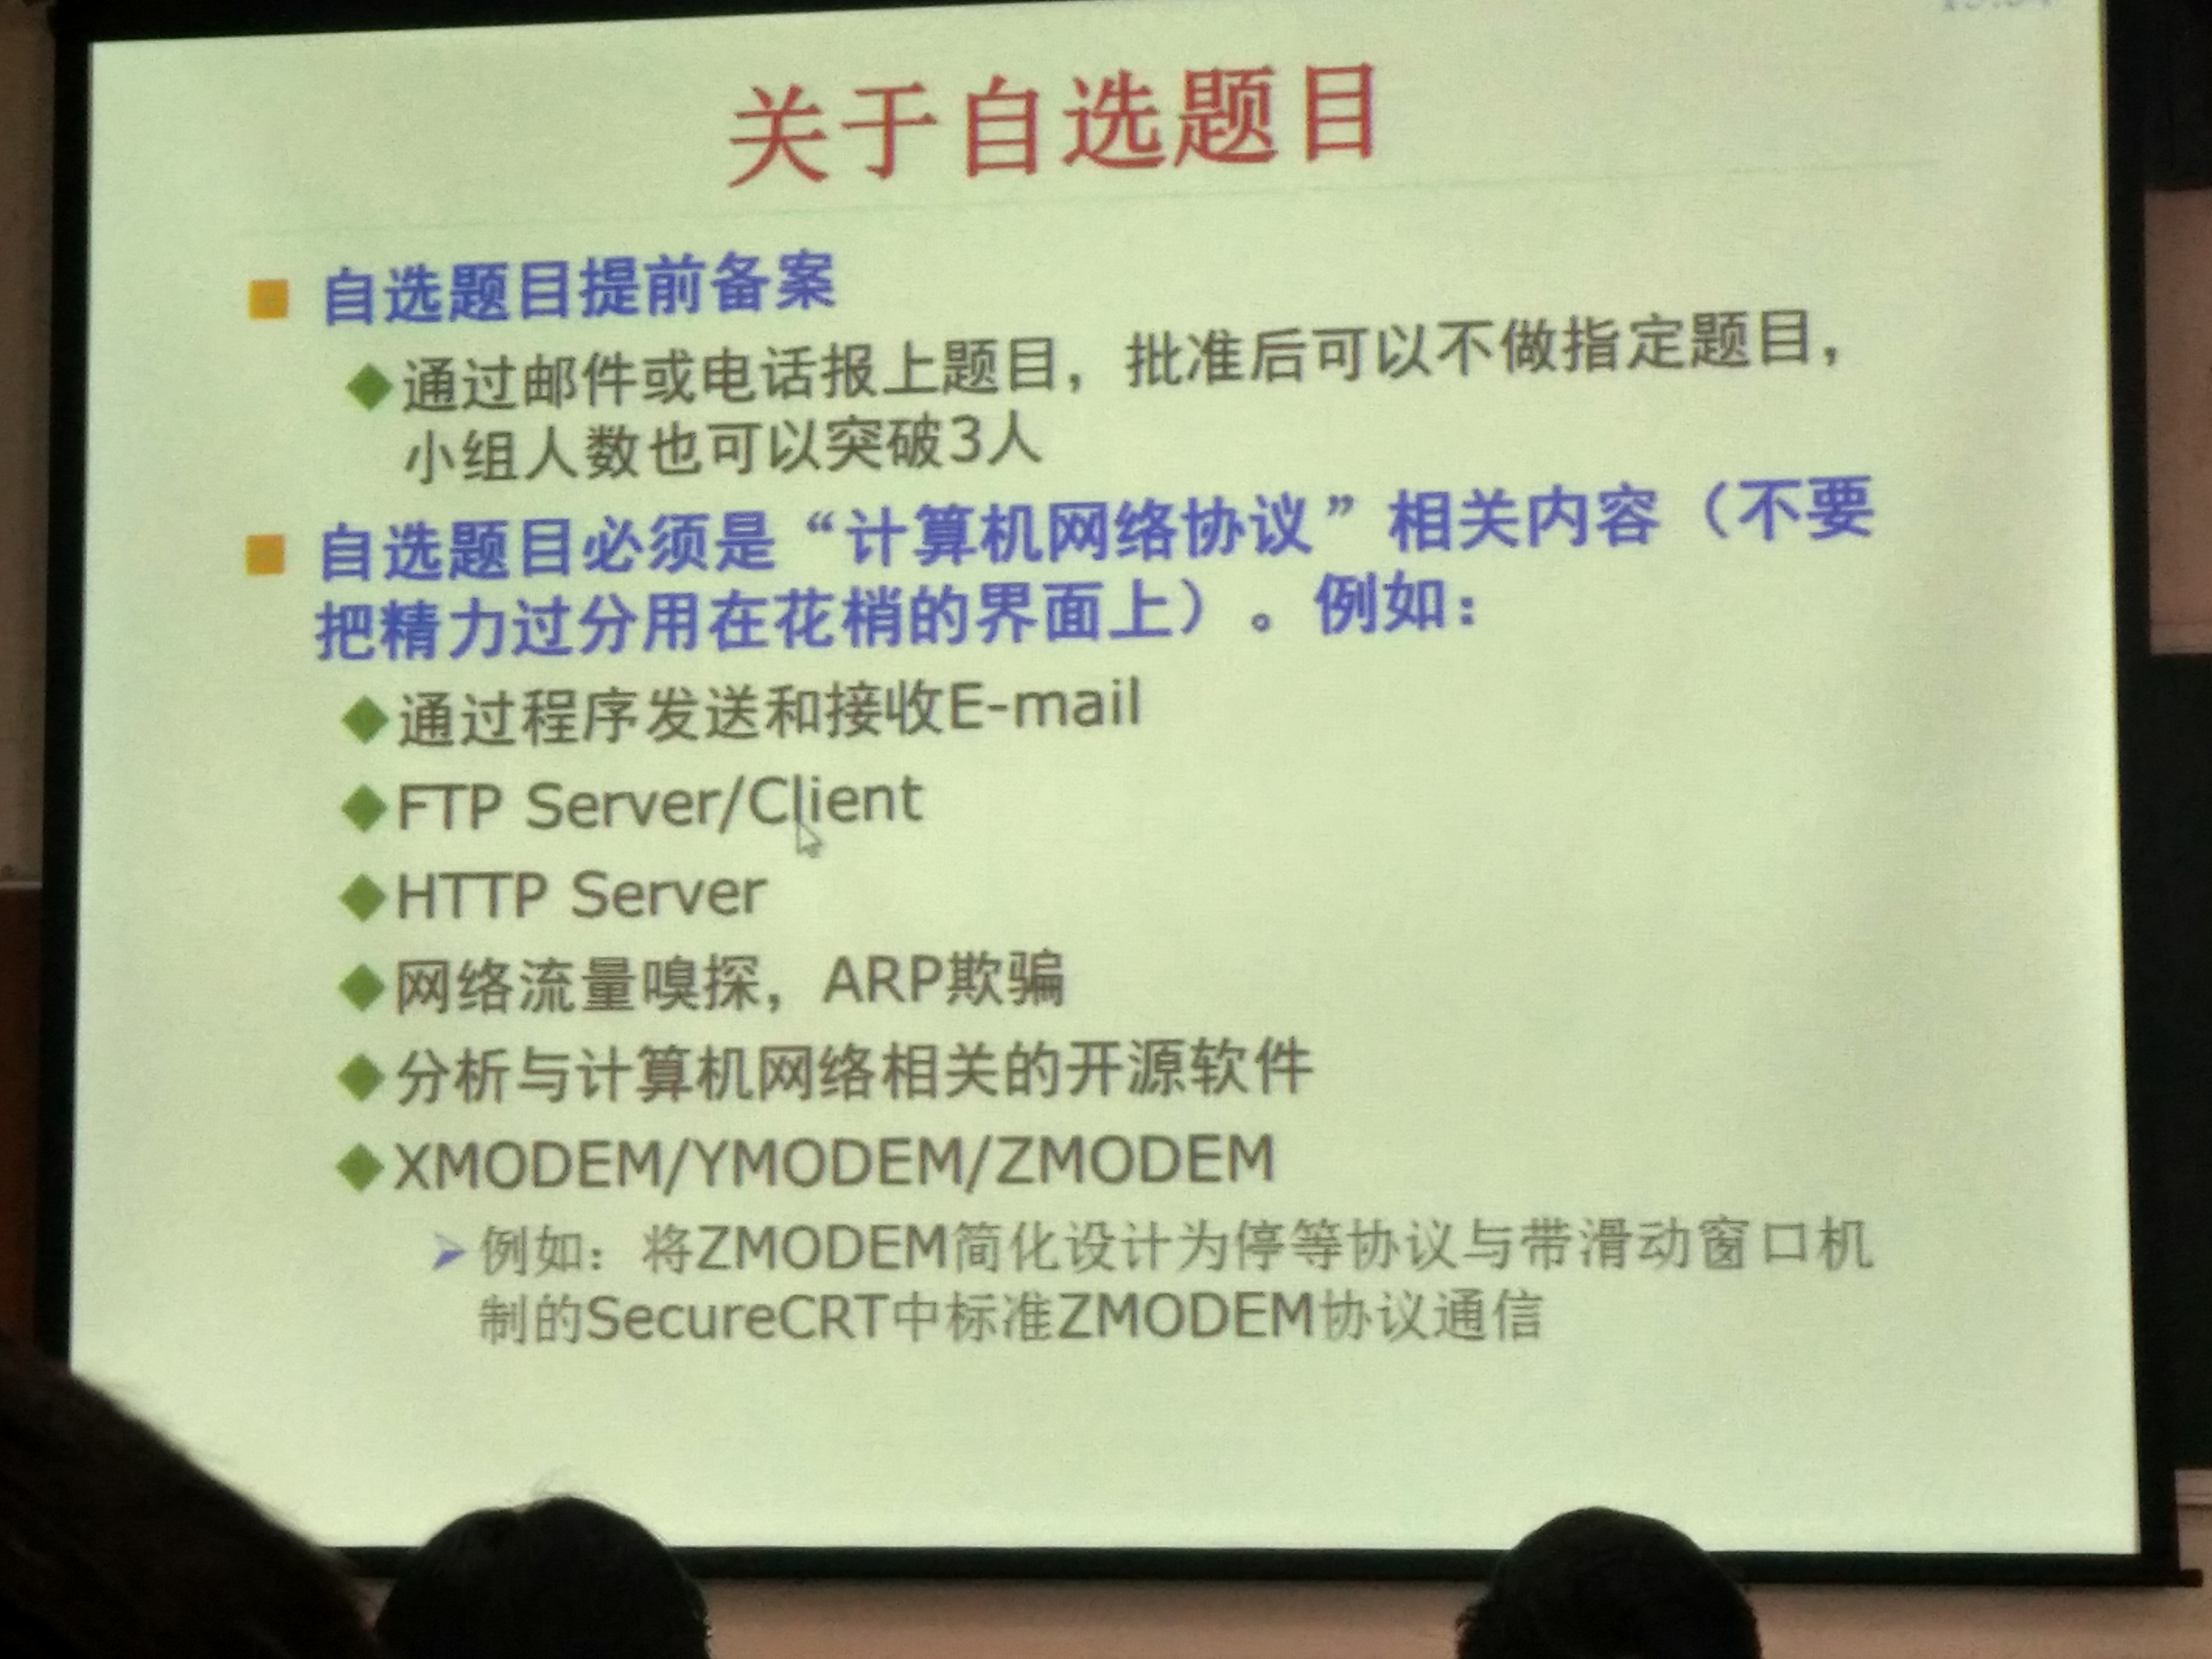 关于自选题目
自选题目提前备案
通过邮件或电话报上题目，批准后可以不做指定题目，
小组人数也可以突破3人
自选题目必须是“计算机网络协议”相关内容（不要
把精力过分用在花梢的界面上）。例如：
通过程序发送和接收E-mail
FTP Server/Client
HTTP Server
网络流量嗅探，ARP欺骗
分析与计算机网络相关的开源软件
XMODEM/YMODEM/ZMODEM
例如：将ZMODEM简化设计为停等协议与带滑动窗口机
制的SecureCRT中标准ZMODEM协议通信